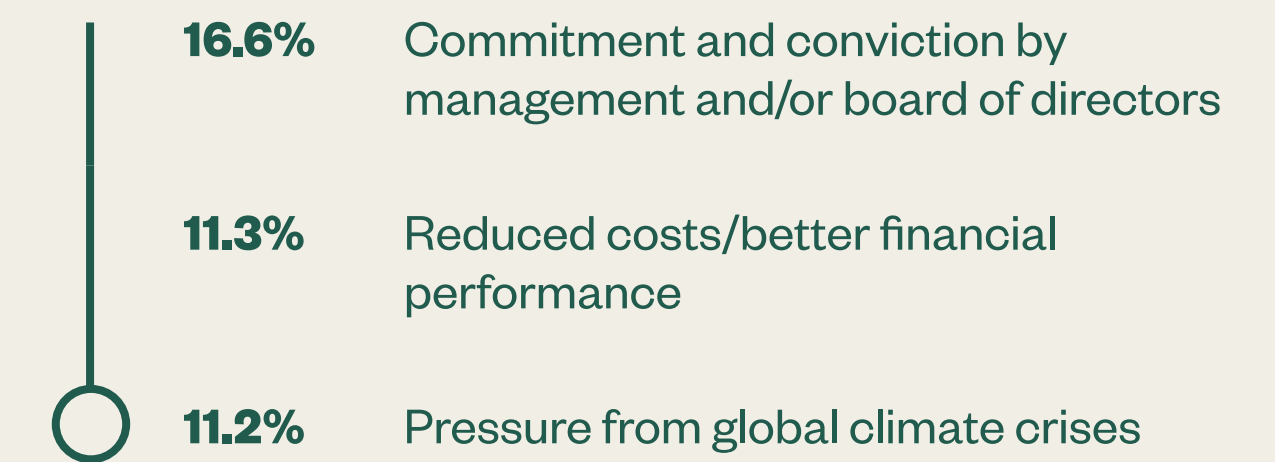 16.6% Commitment and conviction by
management and/or board of directors
11.3% Reduced costs/better financial
performance
11.2% Pressure from global climate crises